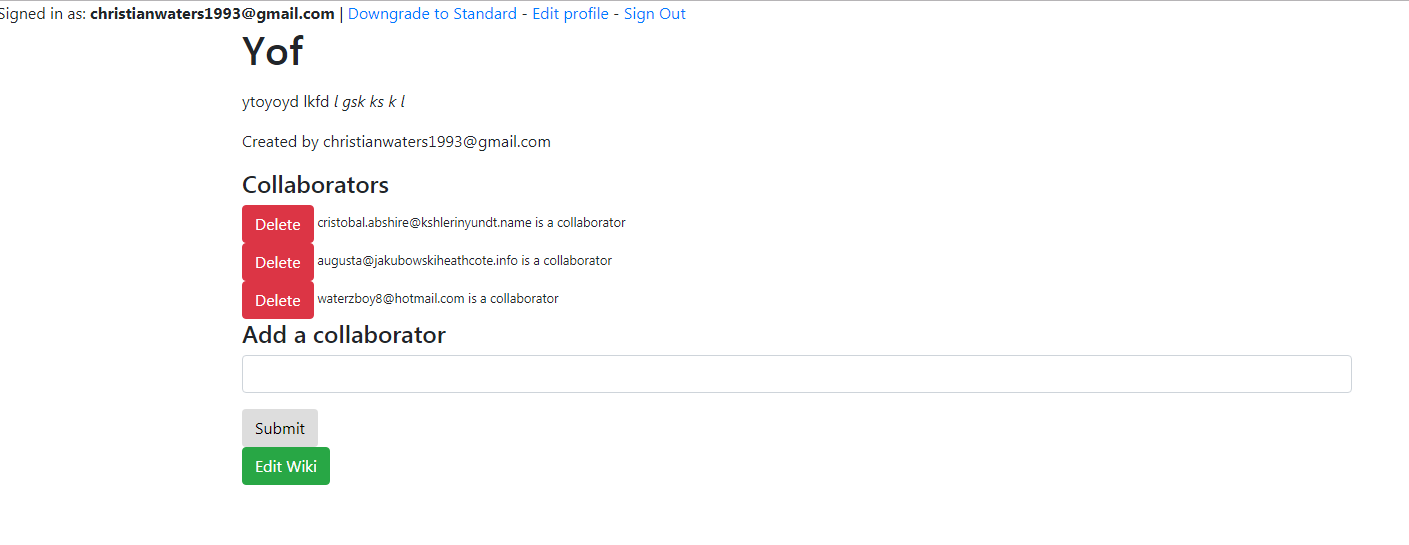 Signed in as: christianwaters1993@gmail.com | Downgrade to Standard - Edit profile - Sign Out
Yof
ytoyoyd lkfd l gsk ks k l
Created by christianwaters1993@gmail.com
Collaborators
Delete cristobal.abshire@kshlerinyundt.name is a collaborator
Delete augusta@jakubowskiheathcote.info is a collaborator
Delete waterzboy8@hotmail.com is a collaborator
Add a collaborator
Submit
Edit Wiki